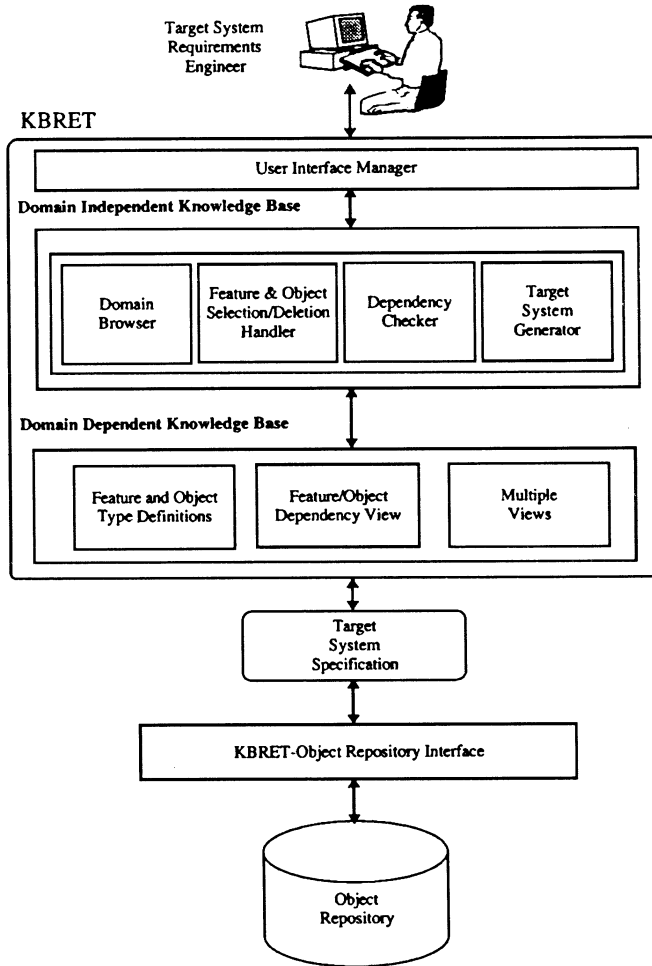 Target System
Requirements
Engineer
KBRET
User Interface Manager
Domain Independent Knowledge Base
Domain
Browser
Feature & Object
Selection/Deletion
Handler
Dependency
Checker
Target
System
Generator
Domain Dependent Knowledge Base
Feature and Object
Type Definitions
Feature/Object
Dependency View
Multiple
Views
Target
System
Specification
KBRET-Object Repository Interface
Object
Repository